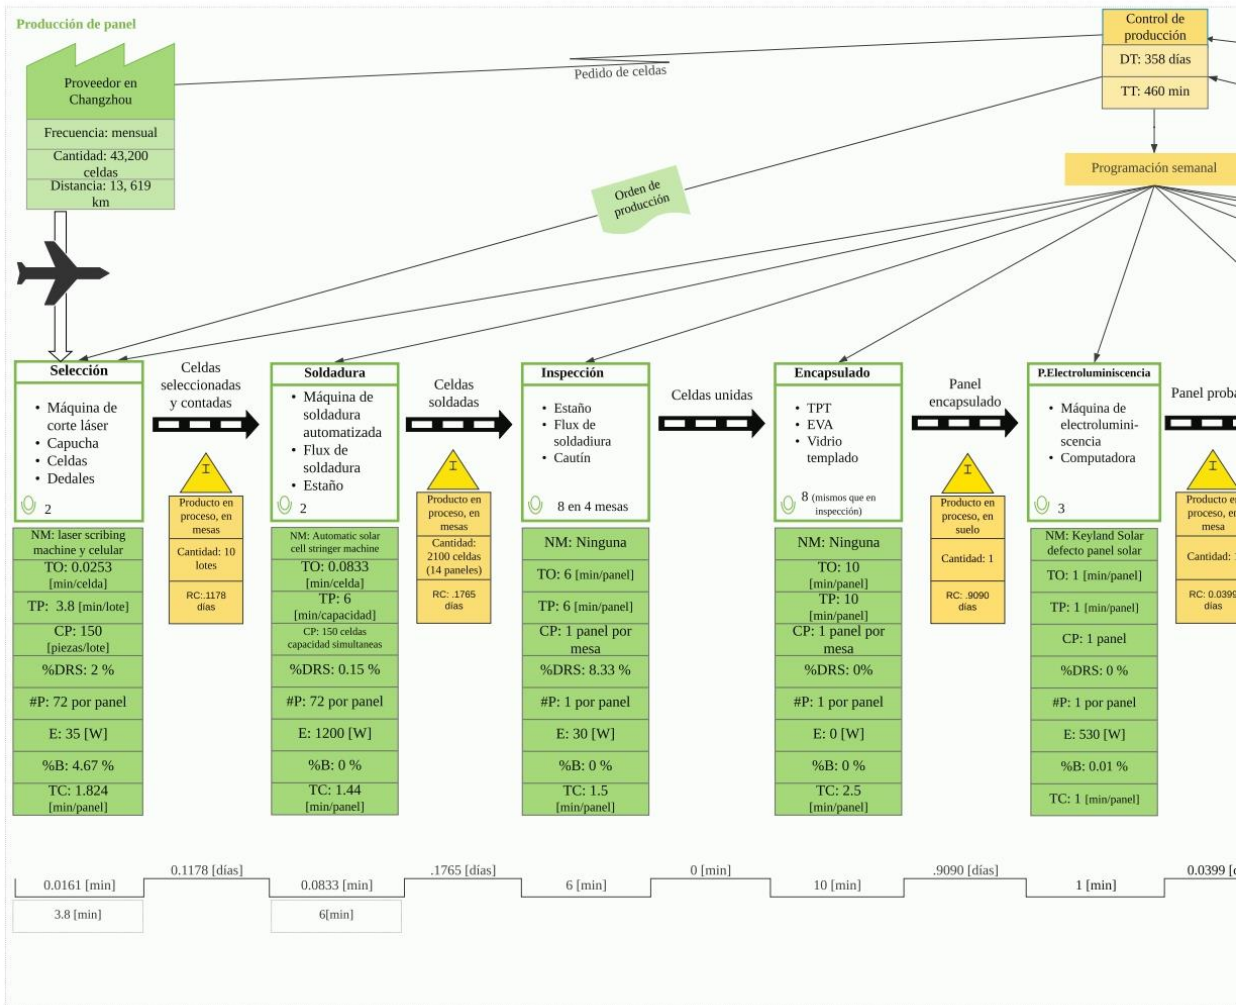 Producción de panel
Proveedor en
Changzhou
Frecuencia: mensual
Cantidad: 43,200
celdas
Distancia: 13, 619
km
Pedido de celdas
Control de
producción
DT: 358 días
TT: 460 min
Programación semanal
Orden de
producción
Selección
• Máquina de
corte láser
• Capucha
• Celdas
• Dedales
2
NM: laser scribing
machine y celular
TO: 0.0253
[min/celda]
TP: 3.8 [min/lote]
CP: 150
[piezas/lote]
%DRS: 2 %
#P: 72 por panel
E: 35 [W]
%B: 4.67 %
TC: 1.824
[min/panel]
Celdas
seleccionadas
y contadas
I
Producto en
proceso, en
mesas
Cantidad: 10
lotes
RC:.1178
días
Soldadura
• Máquina de
soldadura
automatizada
• Flux de
soldadura
• Estaño
2
NM: Automatic solar
cell stringer machine
TO: 0.0833
[min/celda]
TP: 6
[min/capacidad]
CP: 150 celdas
capacidad simultaneas
%DRS: 0.15 %
#P: 72 por panel
E: 1200 [W]
%B: 0 %
TC: 1.44
[min/panel]
Celdas
soldadas
I
Producto en
proceso, en
mesas
Cantidad:
2100 celdas
(14 paneles)
RC: .1765
días
Inspección
• Estaño
• Flux de
soldadiura
• Cautín
8 en 4 mesas
NM: Ninguna
TO: 6 [min/panel]
TP: 6 [min/panel]
CP: 1 panel por
mesa
%DRS: 8.33 %
#P: 1 por panel
E: 30 [W]
%B: 0 %
TC: 1.5
[min/panel]
Celdas unidas
Encapsulado
• TPT
• EVA
• Vidrio
templado
8 (mismos que en
inspección)
NM: Ninguna
TO: 10
[min/panel]
TP: 10
[min/panel]
CP: 1 panel por
mesa
%DRS: 0%
#P: 1 por panel
E: 0 [W]
%B: 0 %
TC: 2.5
[min/panel]
Panel
encapsulado
I
Producto en
proceso, en
suelo
Cantidad: 1
RC: .9090
días
P.Electroluminiscencia
• Máquina de
electrolumini-
scencia
• Computadora
3
NM: Keyland Solar
defecto panel solar
TO: 1 [min/panel]
TP: 1 [min/panel]
CP: 1 panel
%DRS: 0 %
#P: 1 por panel
E: 530 [W]
%B: 0.01 %
TC: 1 [min/panel]
Panel proba
I
Producto en
proceso, en
mesa
Cantidad:
RC: 0.0399
días
0.0161 [min]
3.8 [min]
0.1178 [días]
0.0833 [min]
6[min]
.1765 [días]
6 [min]
0 [min]
10 [min]
.9090 [días]
1 [min]
0.0399 [d